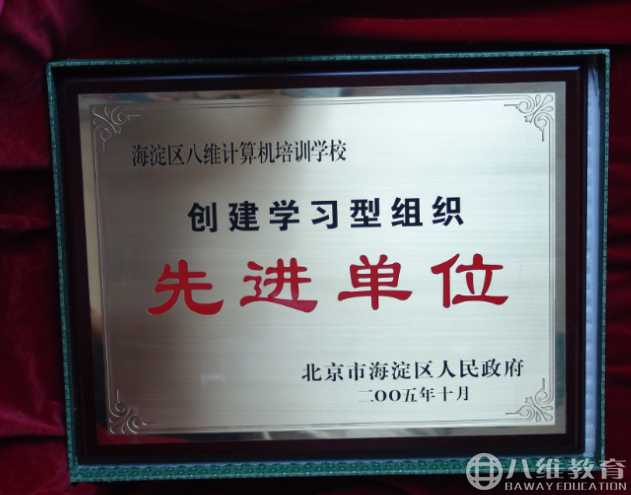 海淀区八维计算机培训学校
创建学习型组织
先进单位
北京市海淀区人民政府
二OO五年十月
八维教育
BAWAY EDUCATION